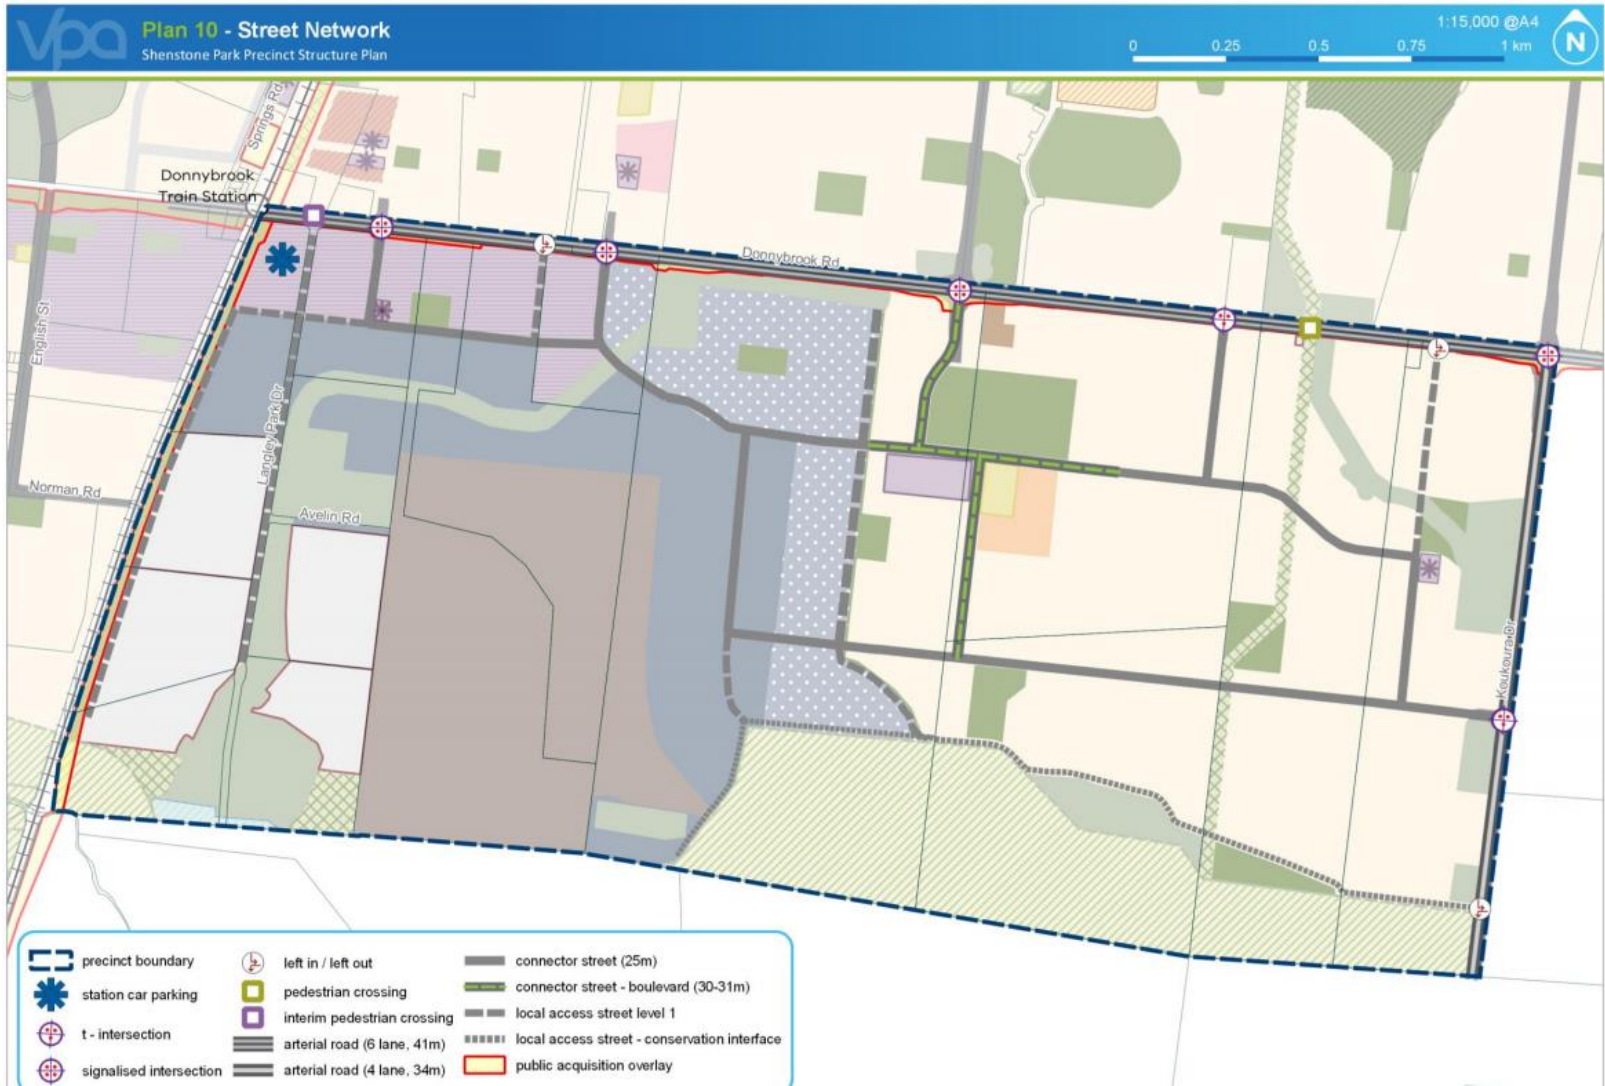 vpa
Plan 10 - Street Network
Shenstone Park Precinct Structure Plan
1:15,000 @A4
0 0.25 0.5 0.75 1 km
N
Springs Rd
Donnybrook
Train Station
Donnybrook Rd
English St
Langley Park Dr
Norman Rd
Avelin Rd
Koukoura Dr
precinct boundary
station car parking
t - intersection
signalised intersection
left in / left out
pedestrian crossing
interim pedestrian crossing
arterial road (6 lane, 41m)
arterial road (4 lane, 34m)
connector street (25m)
connector street - boulevard (30-31m)
local access street level 1
local access street - conservation interface
public acquisition overlay